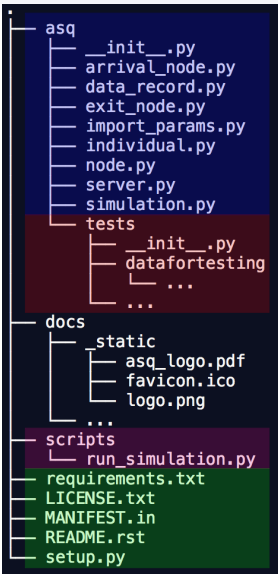 .
├── asq
│   ├── __init__.py
│   ├── arrival_node.py
│   ├── data_record.py
│   ├── exit_node.py
│   ├── import_params.py
│   ├── individual.py
│   ├── node.py
│   ├── server.py
│   ├── simulation.py
│   └── tests
│       ├── __init__.py
│       ├── datafortesting
│       │   └── ...
│       └── ...
├── docs
│   ├── _static
│   │   ├── asq_logo.pdf
│   │   ├── favicon.ico
│   │   └── logo.png
│   └── ...
├── scripts
│   └── run_simulation.py
├── requirements.txt
├── LICENSE.txt
├── MANIFEST.in
├── README.rst
└── setup.py